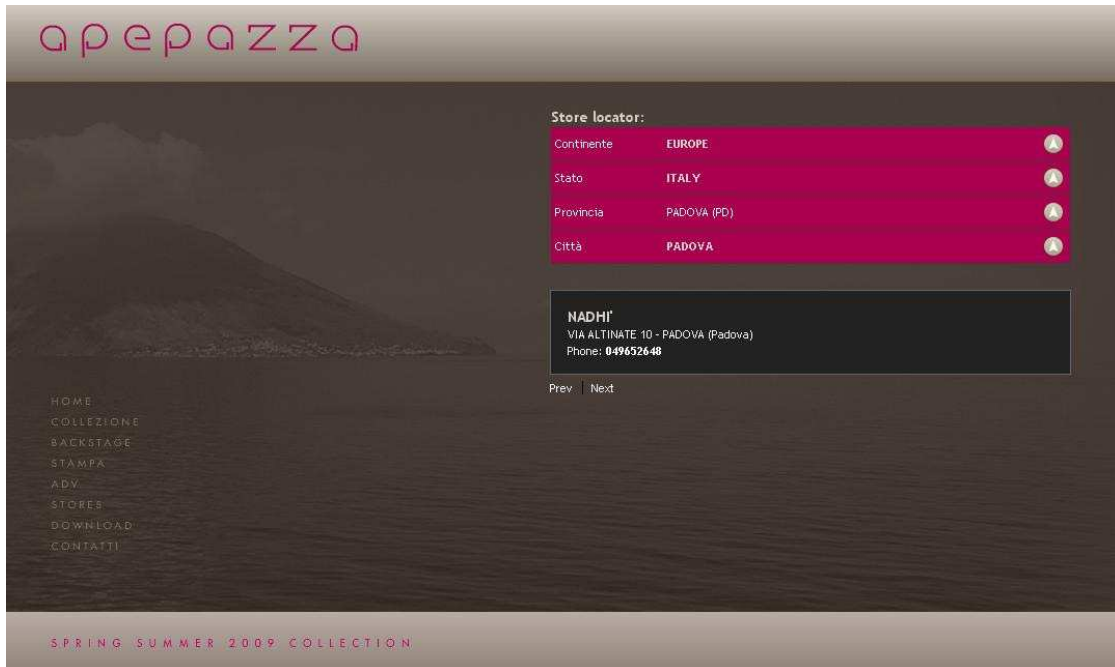 apepazza
Store locator:
Continente EUROPE
Stato ITALY
Provincia PADOVA (PD)
Città PADOVA
NADHI'
VIA ALTINATE 10 - PADOVA (Padova)
Phone: 049652648
Prev | Next
HOME
COLLEZIONE
BACKSTAGE
STAMPA
ADV
STORES
DOWNLOAD
CONTATTI
SPRING SUMMER 2009 COLLECTION